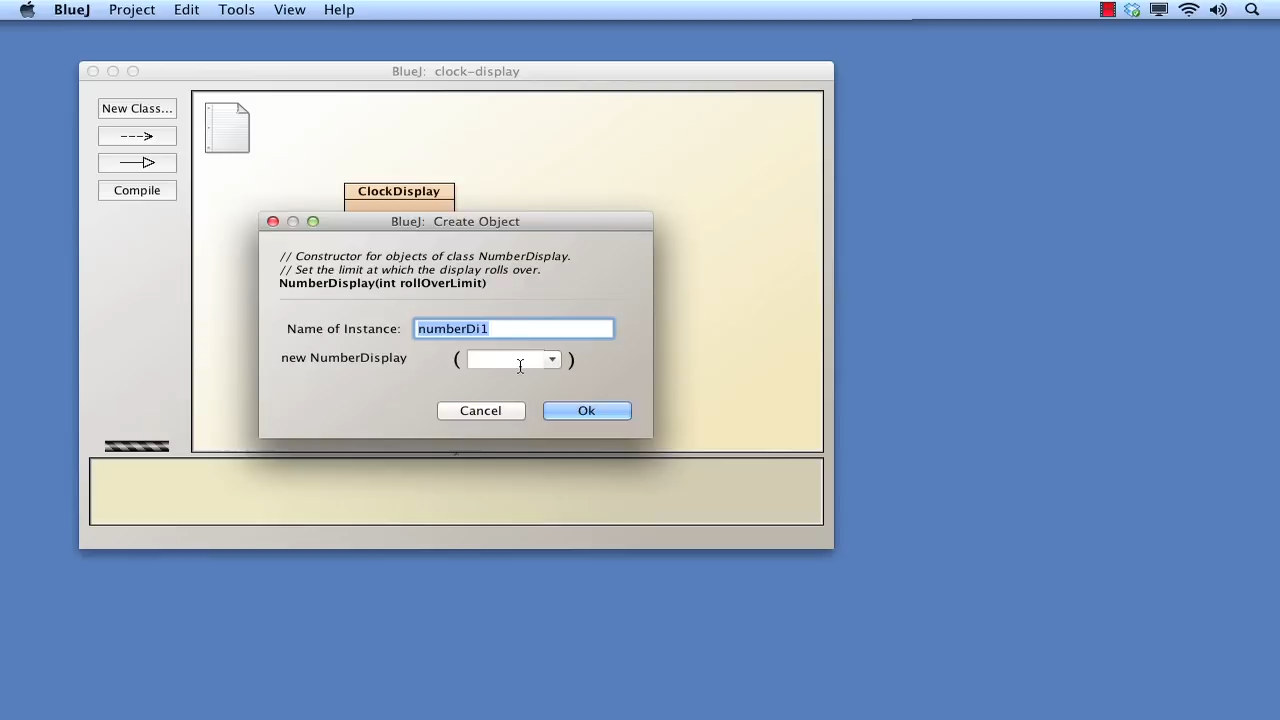 BlueJ Project Edit Tools View Help
BlueJ: clock-display
New Class...
Compile
ClockDisplay
BlueJ: Create Object
// Constructor for objects of class NumberDisplay.
// Set the limit at which the display rolls over.
NumberDisplay(int rollOverLimit)
Name of Instance: numberDi1
new NumberDisplay ( )
Cancel Ok